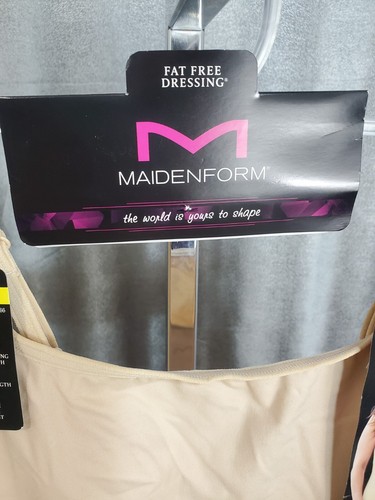 FAT FREE
DRESSING®
MAIDENFORM®
the world is yours to shape